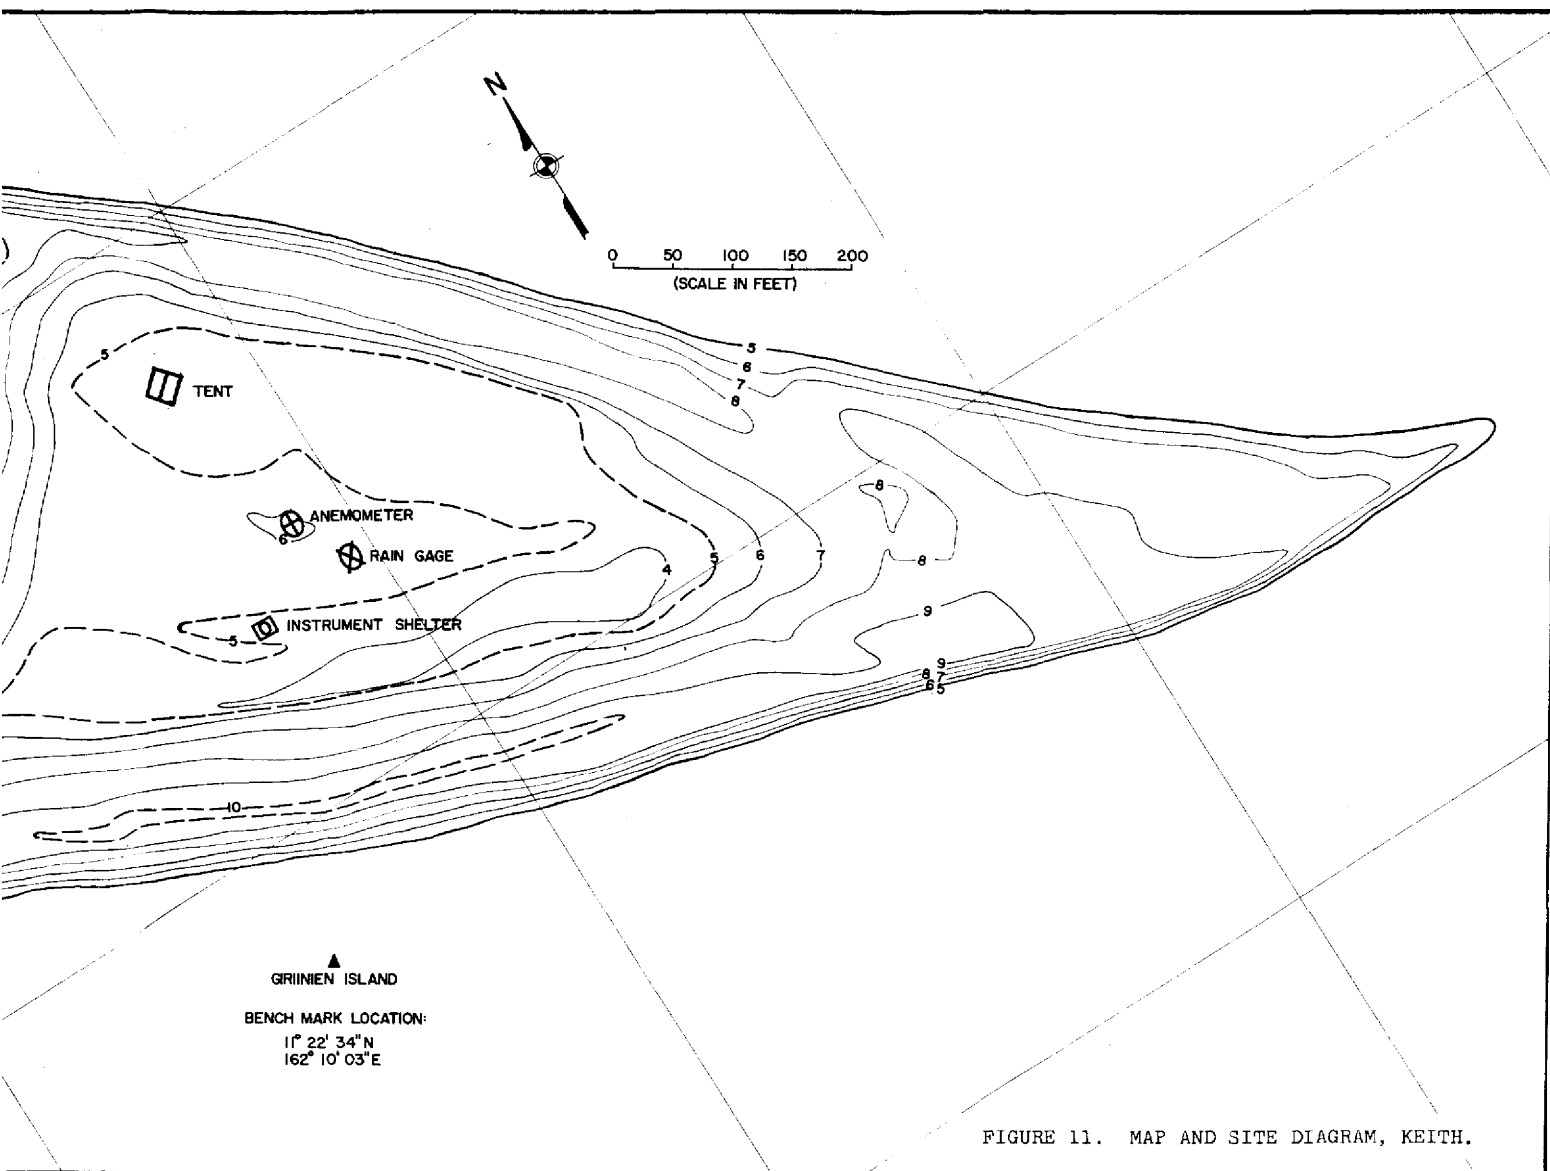 N
0 50 100 150 200
(SCALE IN FEET)
5
6
7
8
5
TENT
8
ANEMOMETER
6
RAIN GAGE
4
5
6
7
8
9
INSTRUMENT SHELTER
5
9
8 7
6 5
10
GIRIINIEN ISLAND
BENCH MARK LOCATION:
11° 22' 34" N
162° 10' 03" E
FIGURE 11. MAP AND SITE DIAGRAM, KEITH.